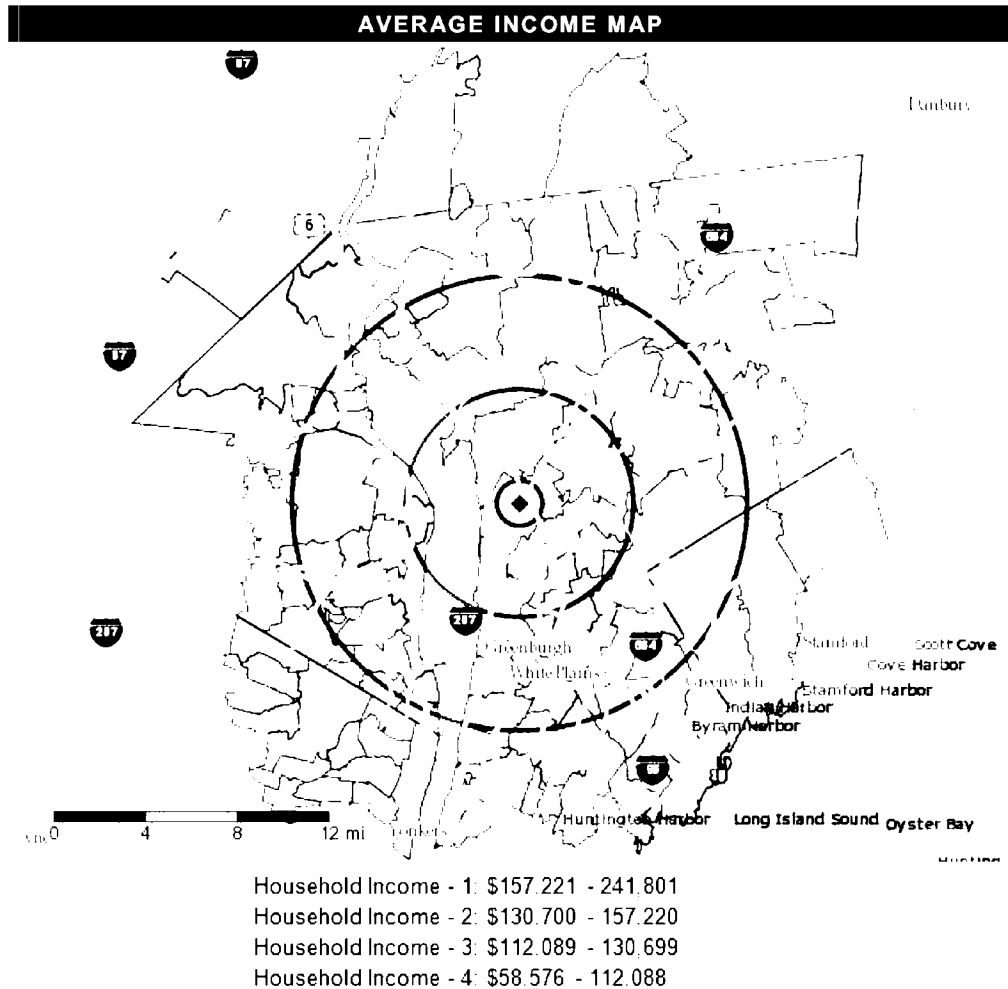 AVERAGE INCOME MAP
87
Danbury
6
684
87
287
287
684
Greenburgh
Stamford
Scott Cove
White Plains
Cove Harbor
Greenwich
Stamford Harbor
Indian Harbor
Byram Harbor
0 4 8 12 mi
Huntington Harbor
Long Island Sound
Oyster Bay
Household Income - 1: $157.221 - 241,801
Household Income - 2: $130.700 - 157.220
Household Income - 3: $112.089 - 130,699
Household Income - 4: $58.576 - 112.088